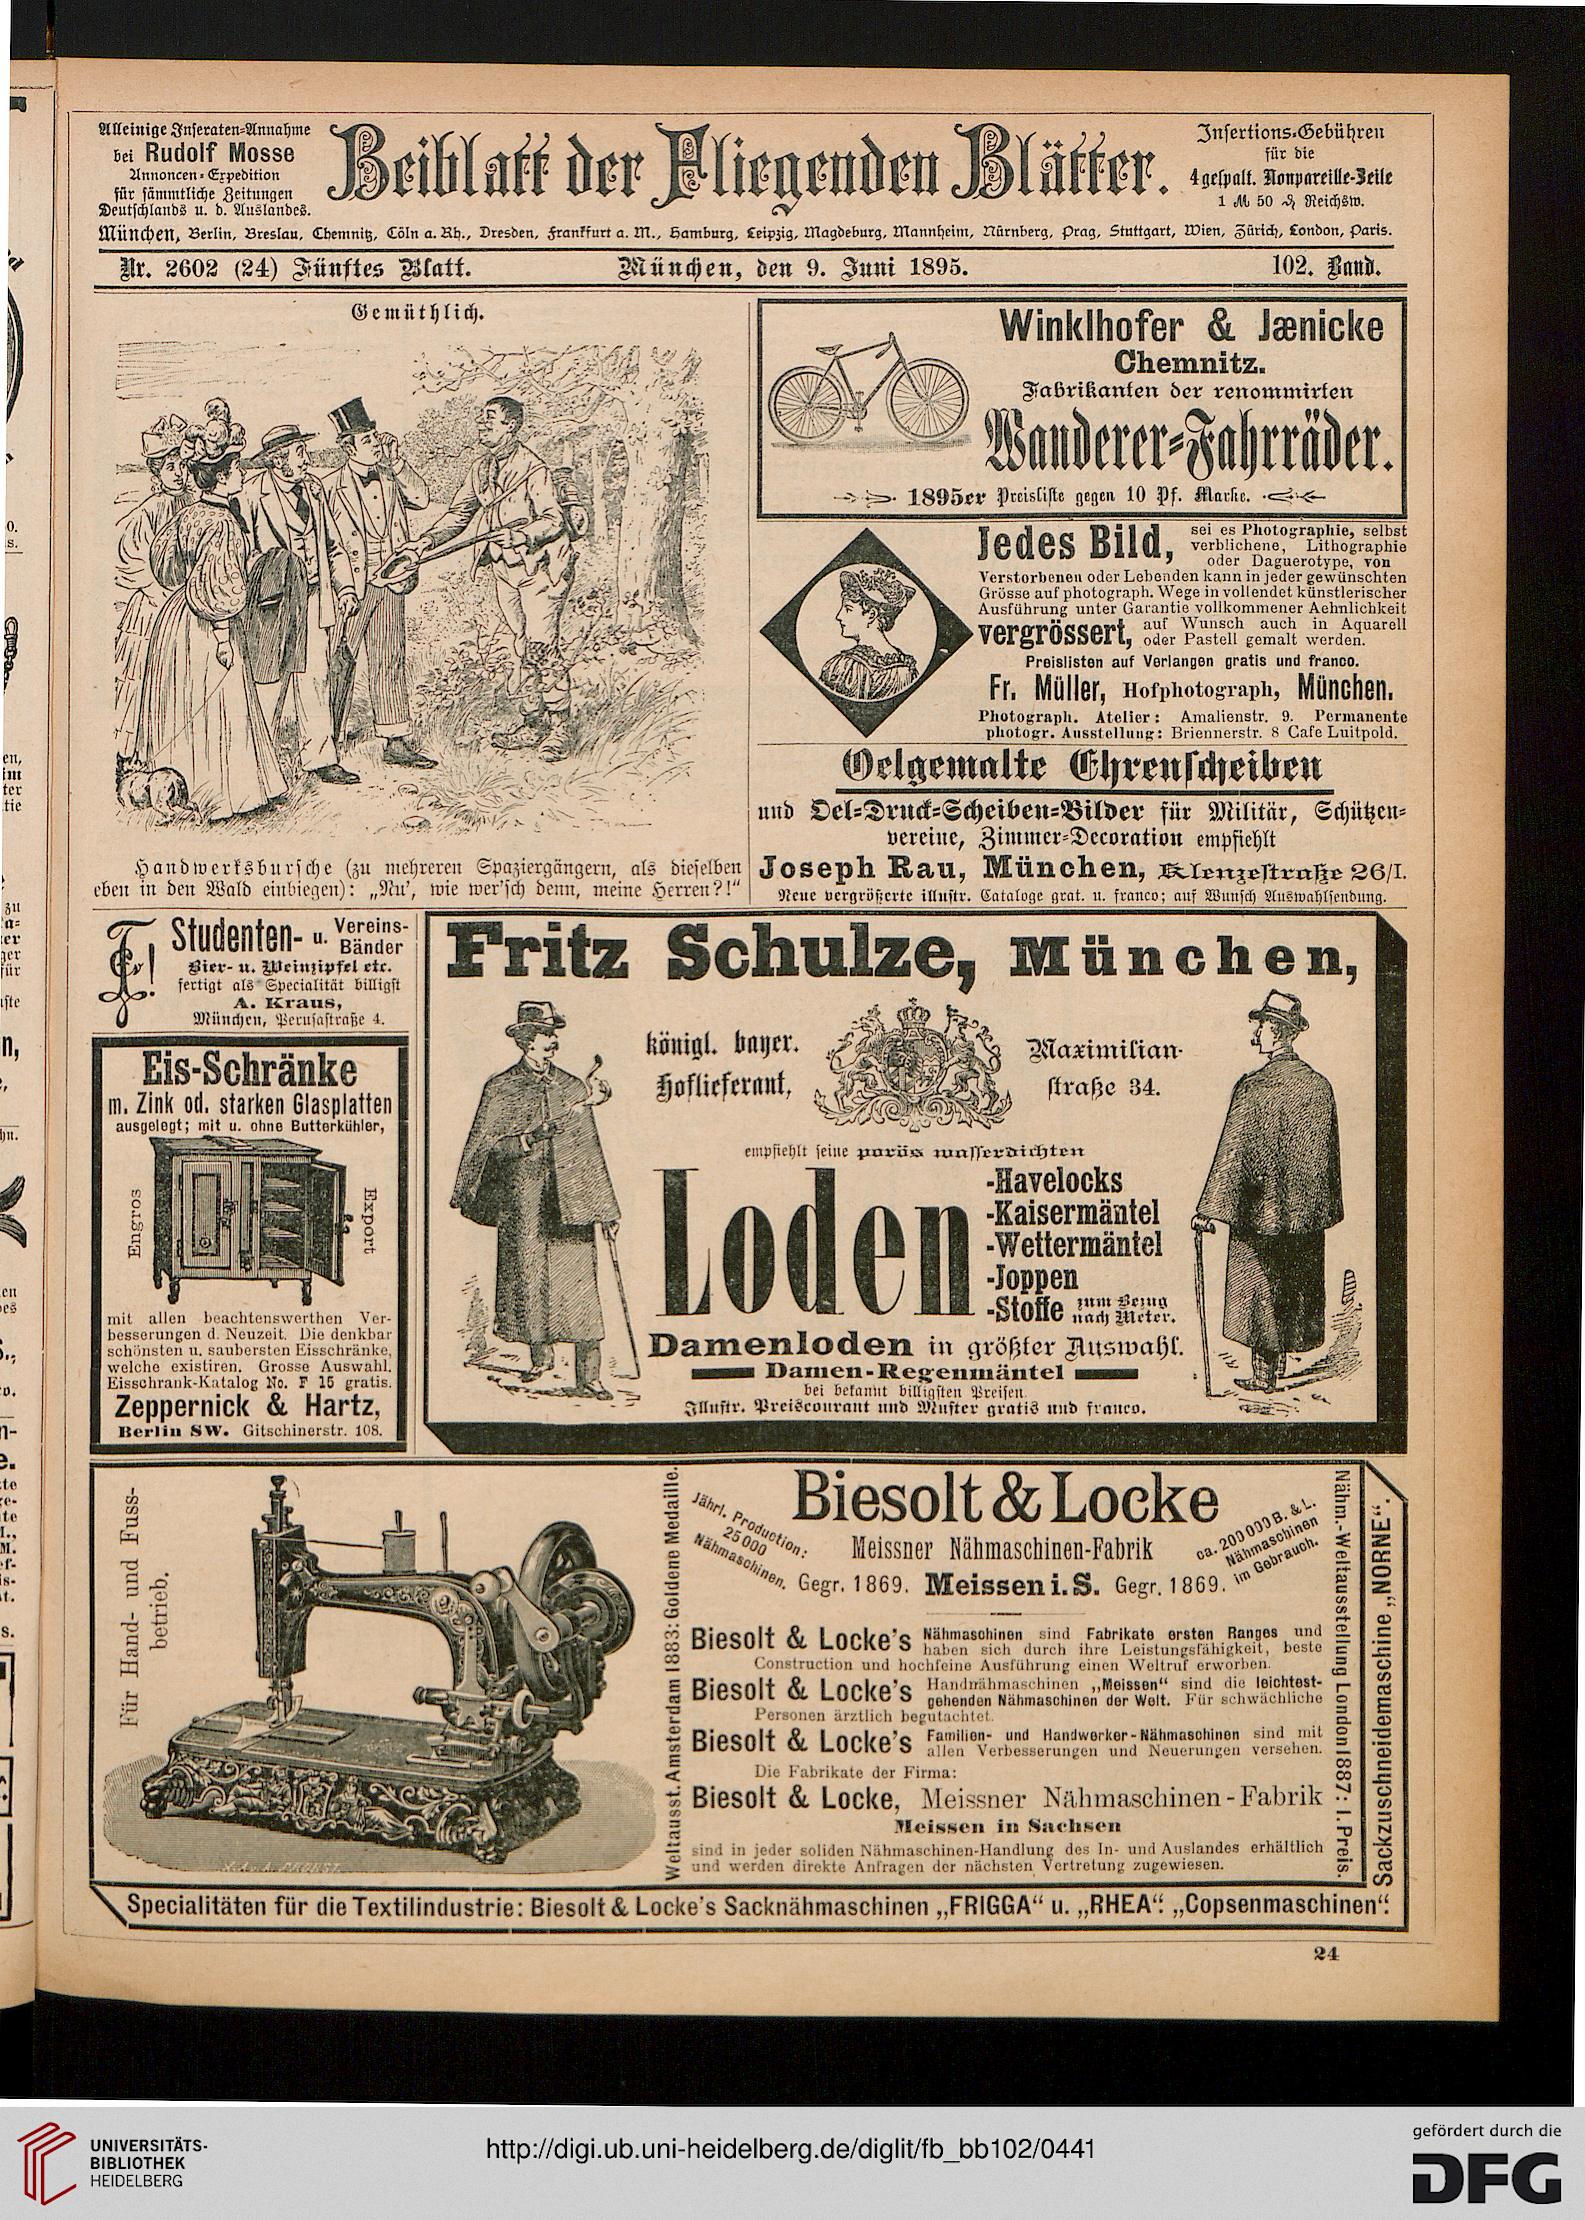 Alleinige Inseraten-Annahme
bei Rudolf Mosse
Annoncen-Expedition
für sämmtliche Zeitungen
Deutschlands u. d. Auslandes.
Beiblatt der Fliegenden Blätter.
Insertions-Gebühren
für die
4 gespalt. Nonpareille-Zeile
1 ℳ 50 ₰ Reichsw.
München, Berlin, Breslau, Chemnitz, Cöln a. Rh., Dresden, Frankfurt a. M., Hamburg, Leipzig, Magdeburg, Mannheim, Nürnberg, Prag, Stuttgart, Wien, Zürich, London, Paris.
Nr. 2602 (24) Fünftes Blatt.
München, den 9. Juni 1895.
102. Band.
Gemüthlich.
Handwerksbursche (zu mehreren Spaziergängern, als dieselben
eben in den Wald einbiegen): „Nu', wie wer'sch denn, meine Herren?!“
Winklhofer & Jænicke
Chemnitz.
Fabrikanten der renommirten
Wanderer-Fahrräder.
1895er Preisliste gegen 10 Pf. Marke.
Jedes Bild, sei es Photographie, selbst
verblichene, Lithographie
oder Daguerotype, von
Verstorbenen oder Lebenden kann in jeder gewünschten
Grösse auf photograph. Wege in vollendet künstlerischer
Ausführung unter Garantie vollkommener Aehnlichkeit
vergrössert, auf Wunsch auch in Aquarell
oder Pastell gemalt werden.
Preislisten auf Verlangen gratis und franco.
Fr. Müller, Hofphotograph, München.
Photograph. Atelier: Amalienstr. 9. Permanente
photogr. Ausstellung: Briennerstr. 8 Cafe Luitpold.
Oelgemalte Ehrenscheiben
und Oel-Druck-Scheiben-Bilder für Militär, Schützen-
vereine, Zimmer-Decoration empfiehlt
Joseph Rau, München, Klenzestraße 26/I.
Neue vergrößerte illustr. Cataloge grat. u. franco; auf Wunsch Auswahlsendung.
Studenten- u. Vereins-
Bänder
Bier- u. Weinzipfel etc.
fertigt als Specialität billigst
A. Kraus,
München, Perusastraße 4.
Eis-Schränke
m. Zink od. starken Glasplatten
ausgelegt; mit u. ohne Butterkühler,
Engros
Export
mit allen beachtenswerthen Ver-
besserungen d. Neuzeit. Die denkbar
schönsten u. saubersten Eisschränke,
welche existiren. Grosse Auswahl.
Eisschrank-Katalog No. F 15 gratis.
Zeppernick & Hartz,
Berlin SW. Gitschinerstr. 108.
Fritz Schulze, München,
königl. bayer.
Hoflieferant,
Maximilian-
straße 34.
empfiehlt seine porös wasserdichten
Loden
-Havelocks
-Kaisermäntel
-Wettermäntel
-Joppen
-Stoffe zum Bezug
nach Meter.
Damenloden in größter Auswahl.
Damen-Regenmäntel
bei bekannt billigsten Preisen.
Illustr. Preiscourant und Muster gratis und franco.
Für Hand- und Fuss-
betrieb.
Weltausst. Amsterdam 1883: Goldene Medaille.
Biesolt & Locke
Jährl. Production:
25 000
Nähmaschinen.
Meissner Nähmaschinen-Fabrik
ca. 200 000 B. & L.
Nähmaschinen
im Gebrauch.
Gegr. 1869. Meissen i. S. Gegr. 1869.
Biesolt & Locke's Nähmaschinen sind Fabrikate ersten Ranges und
haben sich durch ihre Leistungsfähigkeit, beste
Construction und hochfeine Ausführung einen Weltruf erworben.
Biesolt & Locke's Handnähmaschinen „Meissen“ sind die leichtest-
gehenden Nähmaschinen der Welt. Für schwächliche
Personen ärztlich begutachtet.
Biesolt & Locke's Familien- und Handwerker-Nähmaschinen sind mit
allen Verbesserungen und Neuerungen versehen.
Die Fabrikate der Firma:
Biesolt & Locke, Meissner Nähmaschinen-Fabrik
Meissen in Sachsen
sind in jeder soliden Nähmaschinen-Handlung des In- und Auslandes erhältlich
und werden direkte Anfragen der nächsten Vertretung zugewiesen.
Nähm.-Weltausstellung London 1887: I. Preis.
Sackzuschneidemaschine „NORNE“.
Specialitäten für die Textilindustrie: Biesolt & Locke's Sacknähmaschinen „FRIGGA“ u. „RHEA“. „Copsenmaschinen“.
24
UNIVERSITÄTS-
BIBLIOTHEK
HEIDELBERG
http://digi.ub.uni-heidelberg.de/diglit/fb_bb102/0441
gefördert durch die
DFG